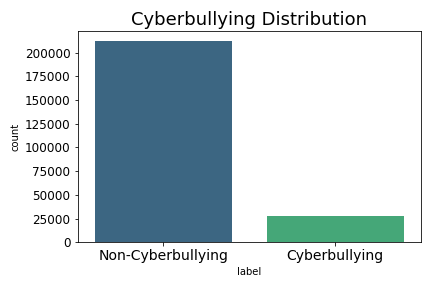 Cyberbullying Distribution
200000
175000
150000
125000
100000
75000
50000
25000
0
count
Non-Cyberbullying
Cyberbullying
label